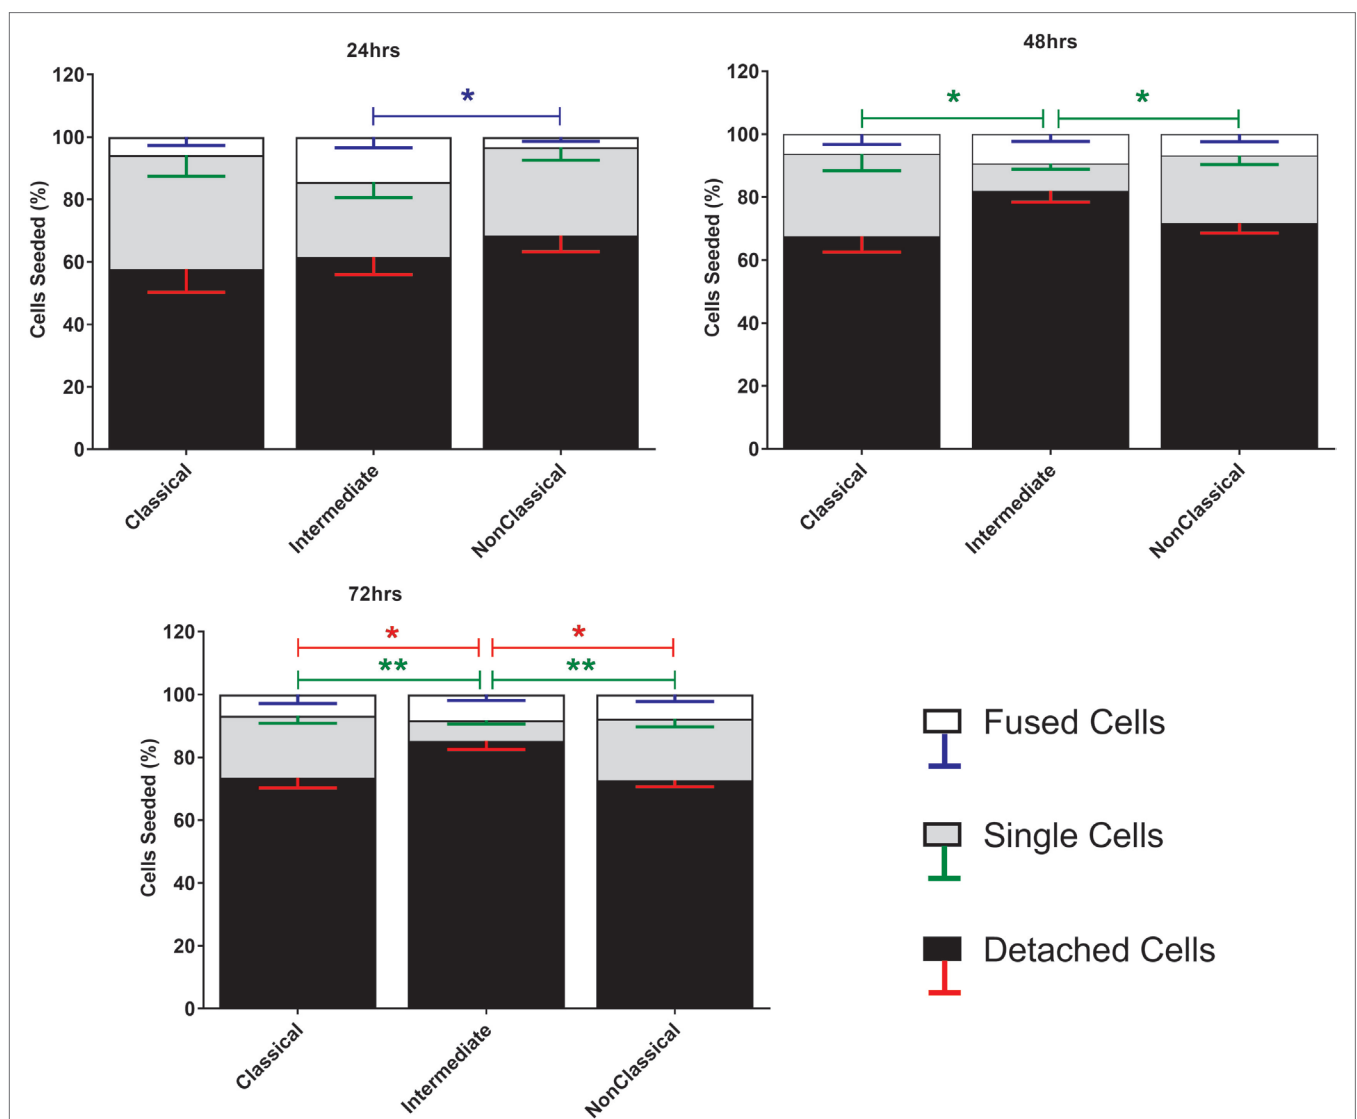 24hrs
Cells Seeded (%)
120
100
80
60
40
20
0
*
Classical
Intermediate
NonClassical
48hrs
Cells Seeded (%)
120
100
80
60
40
20
0
*
*
Classical
Intermediate
NonClassical
72hrs
Cells Seeded (%)
120
100
80
60
40
20
0
*
*
**
**
Classical
Intermediate
NonClassical
Fused Cells
Single Cells
Detached Cells